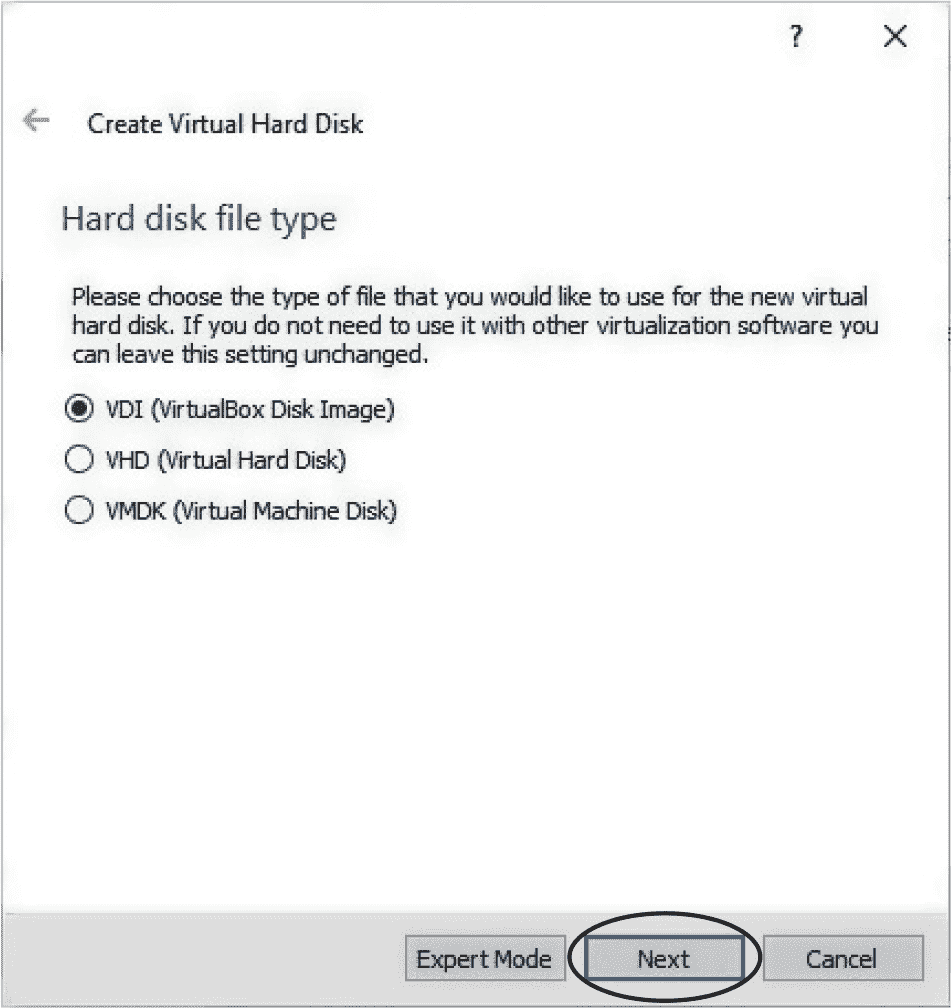 ?
Create Virtual Hard Disk
Hard disk file type
Please choose the type of file that you would like to use for the new virtual
hard disk. If you do not need to use it with other virtualization software you
can leave this setting unchanged.
VDI (VirtualBox Disk Image)
VHD (Virtual Hard Disk)
VMDK (Virtual Machine Disk)
Expert Mode Next Cancel